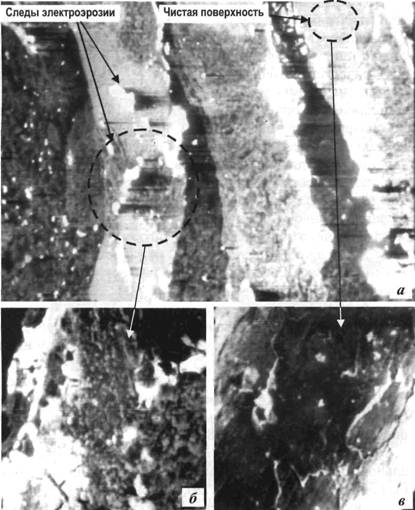 Следы электроэрозии
Чистая поверхность
а
б
в